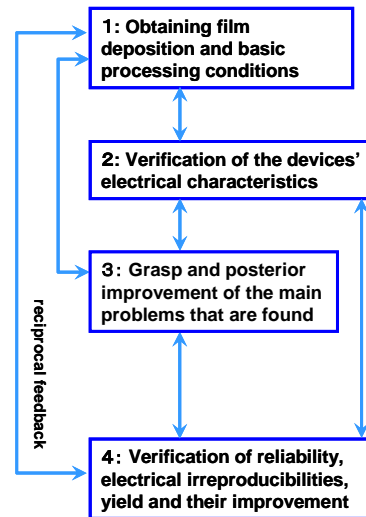 1: Obtaining film
deposition and basic
processing conditions
2: Verification of the devices’
electrical characteristics
3: Grasp and posterior
improvement of the main
problems that are found
reciprocal feedback
4: Verification of reliability,
electrical irreproducibilities,
yield and their improvement